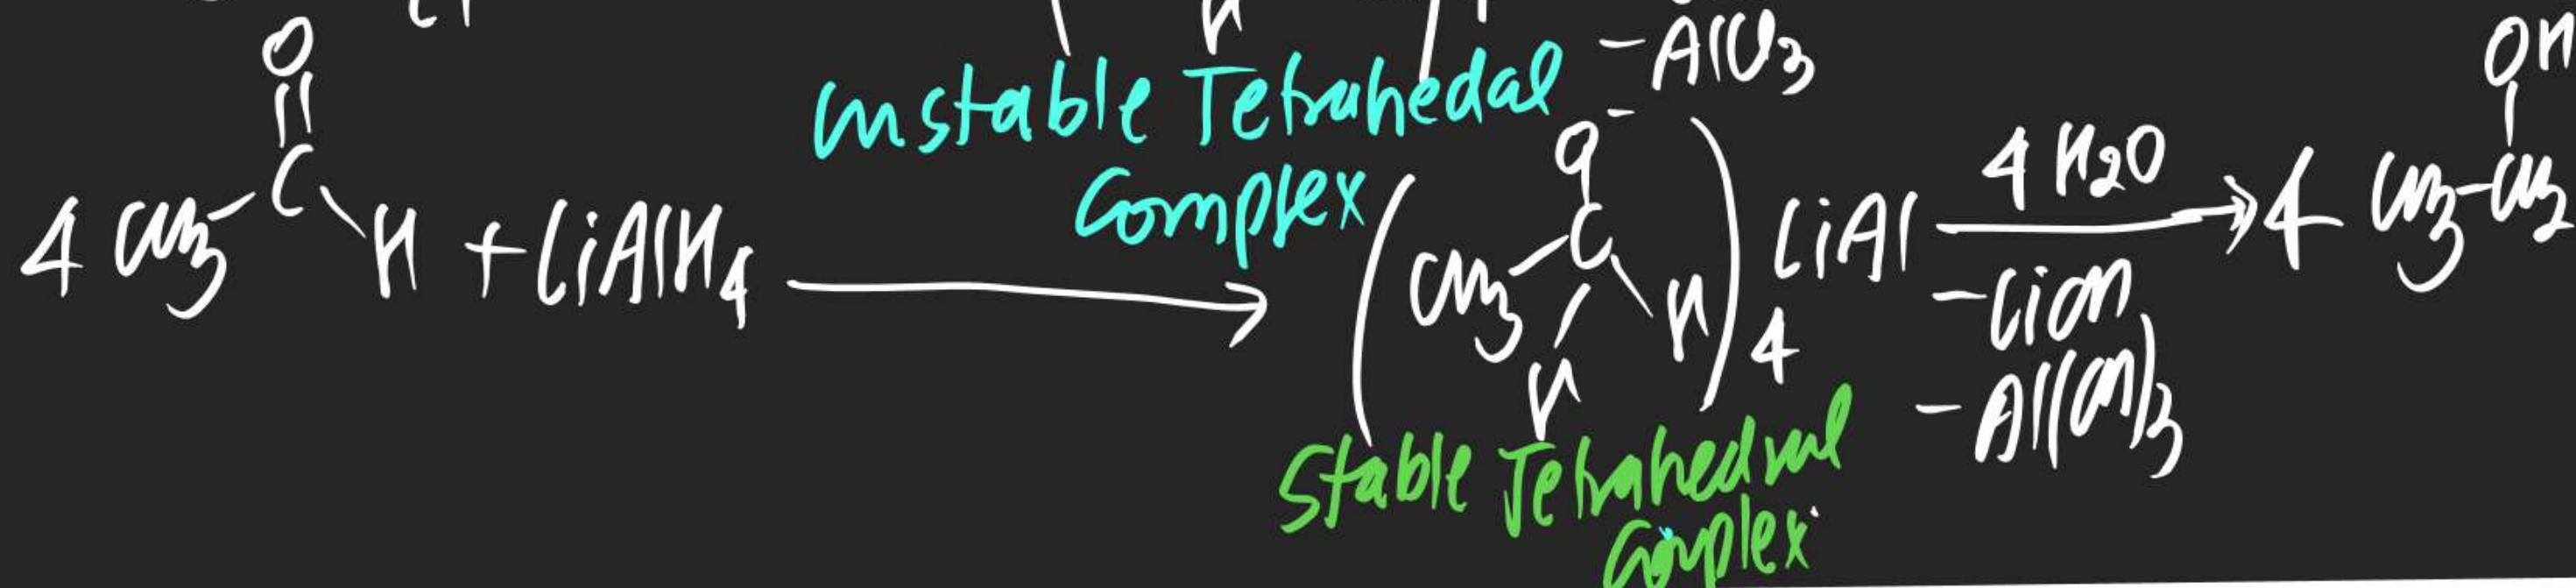 O
- AlCl3
Unstable Tetrahedal
Complex
O
||
4 CH3-C-H + LiAlH4
(O-
CH3-C-H
H)4 LiAl
4 H2O
- LiOH
- Al(OH)3
OH
4 CH3-CH2
Stable Tetrahedral
Complex